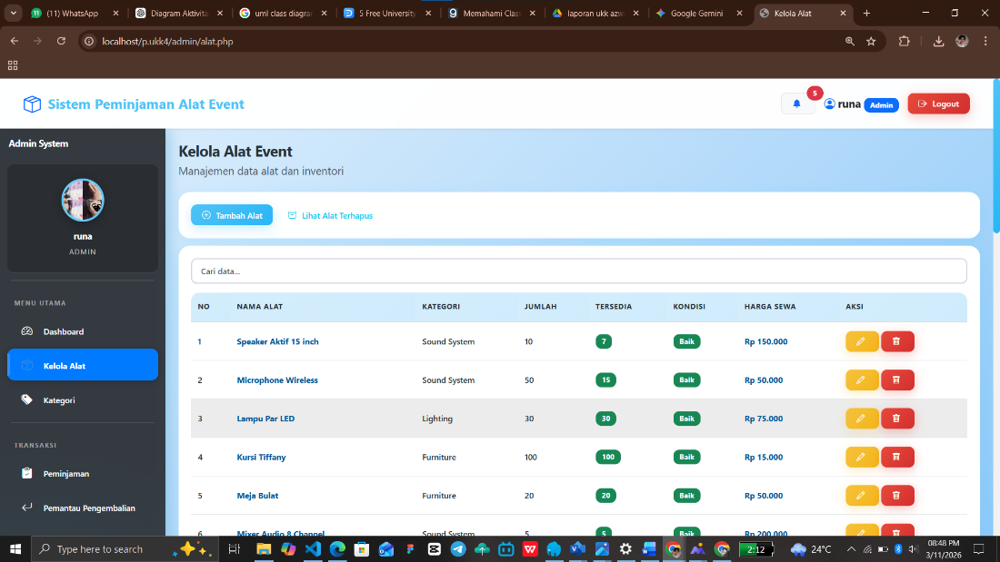 (11) WhatsApp
Diagram Aktivita
uml class diagra
5 Free University
Memahami Clas
laporan ukk azw
Google Gemini
Kelola Alat
localhost/p.ukk4/admin/alat.php
Sistem Peminjaman Alat Event
5
runa Admin
Logout
Admin System
runa
ADMIN
MENU UTAMA
Dashboard
Kelola Alat
Kategori
TRANSAKSI
Peminjaman
Pemantau Pengembalian
Kelola Alat Event
Manajemen data alat dan inventori
Tambah Alat
Lihat Alat Terhapus
Cari data...
NO NAMA ALAT KATEGORI JUMLAH TERSEDIA KONDISI HARGA SEWA AKSI
1 Speaker Aktif 15 inch Sound System 10 7 Baik Rp 150.000
2 Microphone Wireless Sound System 50 15 Baik Rp 50.000
3 Lampu Par LED Lighting 30 30 Baik Rp 75.000
4 Kursi Tiffany Furniture 100 100 Baik Rp 15.000
5 Meja Bulat Furniture 20 20 Baik Rp 50.000
6 Mixer Audio 8 Channel Sound System 5 5 Baik Rp 200.000
Type here to search
2:12
24°C
08:48 PM
3/11/2026